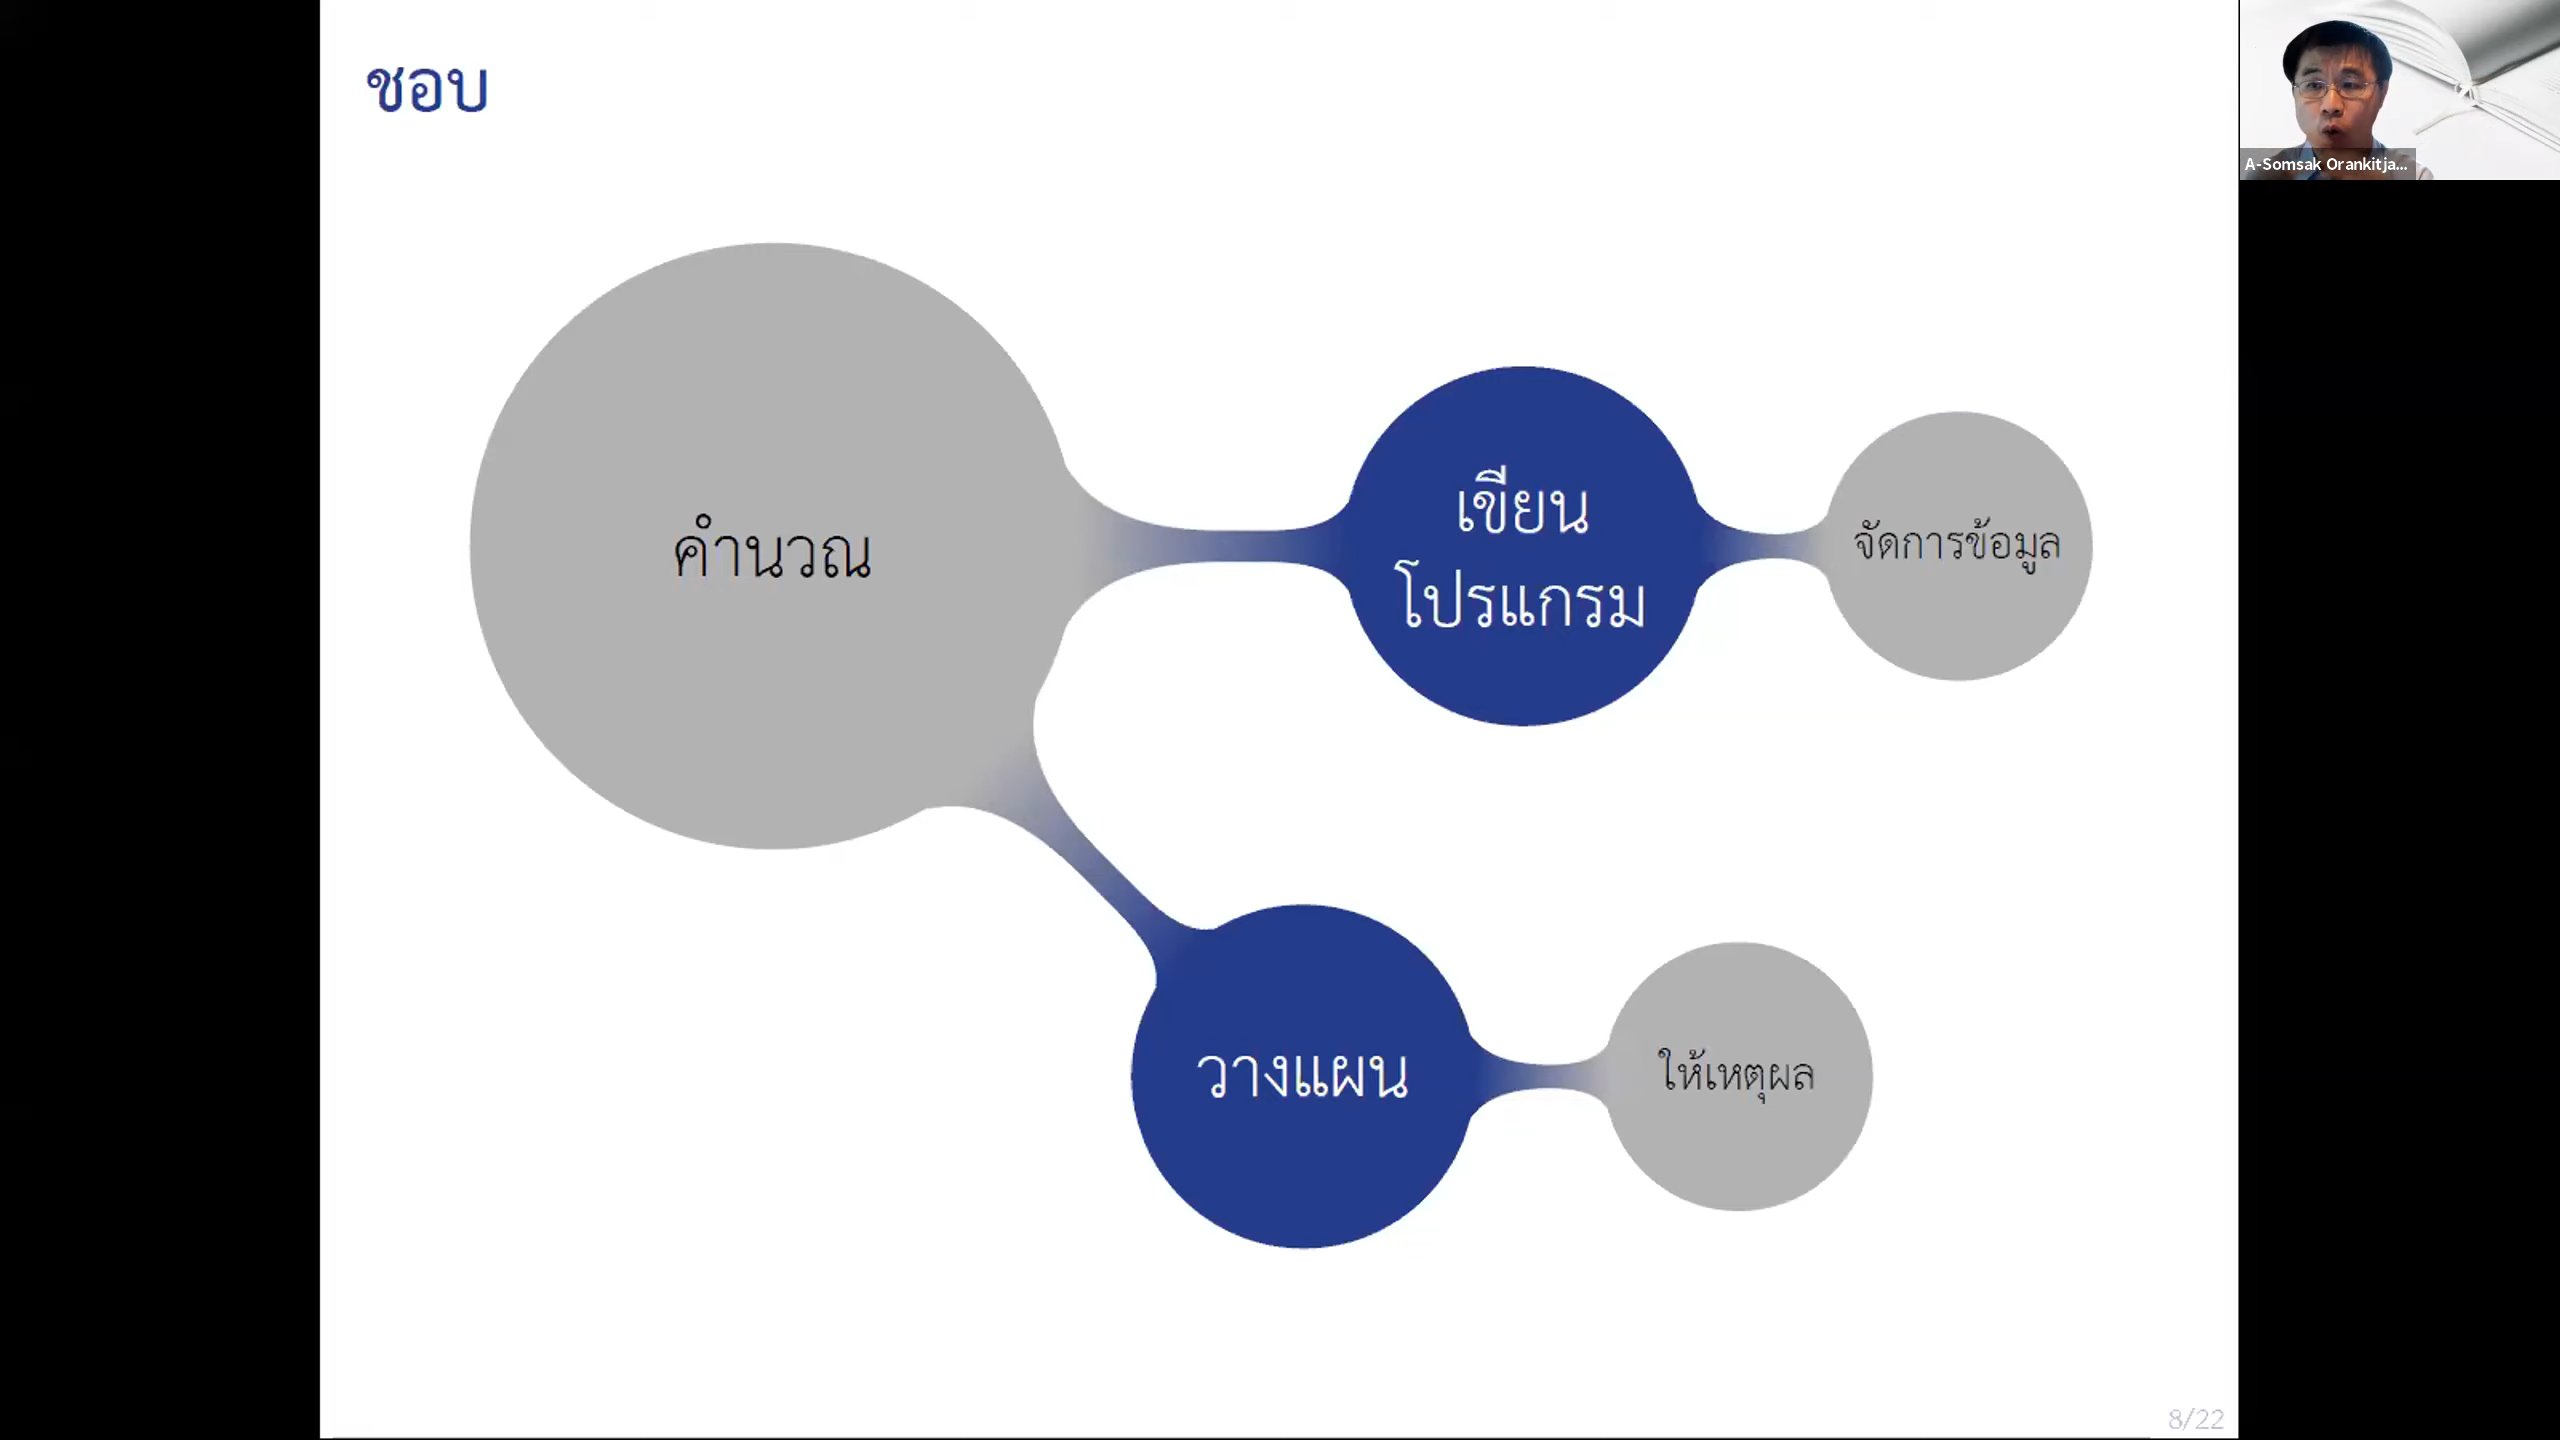 ชอบ
A-Somsak Orankitja...
คำนวณ
เขียน
โปรแกรม
จัดการข้อมูล
วางแผน
ให้เหตุผล
8/22